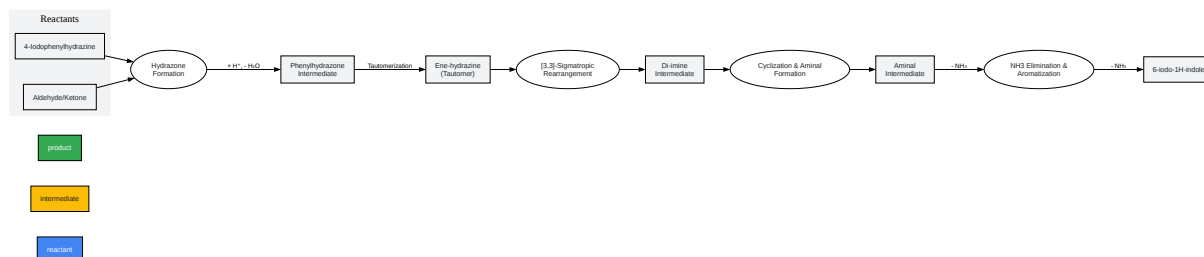 Reactants
4-Iodophenylhydrazine
Aldehyde/Ketone
Hydrazone
Formation
+ H⁺, - H₂O
Phenylhydrazone
Intermediate
Tautomerization
Ene-hydrazine
(Tautomer)
[3,3]-Sigmatropic
Rearrangement
Di-imine
Intermediate
Cyclization & Aminal
Formation
Aminal
Intermediate
- NH₃
NH3 Elimination &
Aromatization
- NH₃
6-iodo-1H-indole
product
intermediate
reactant